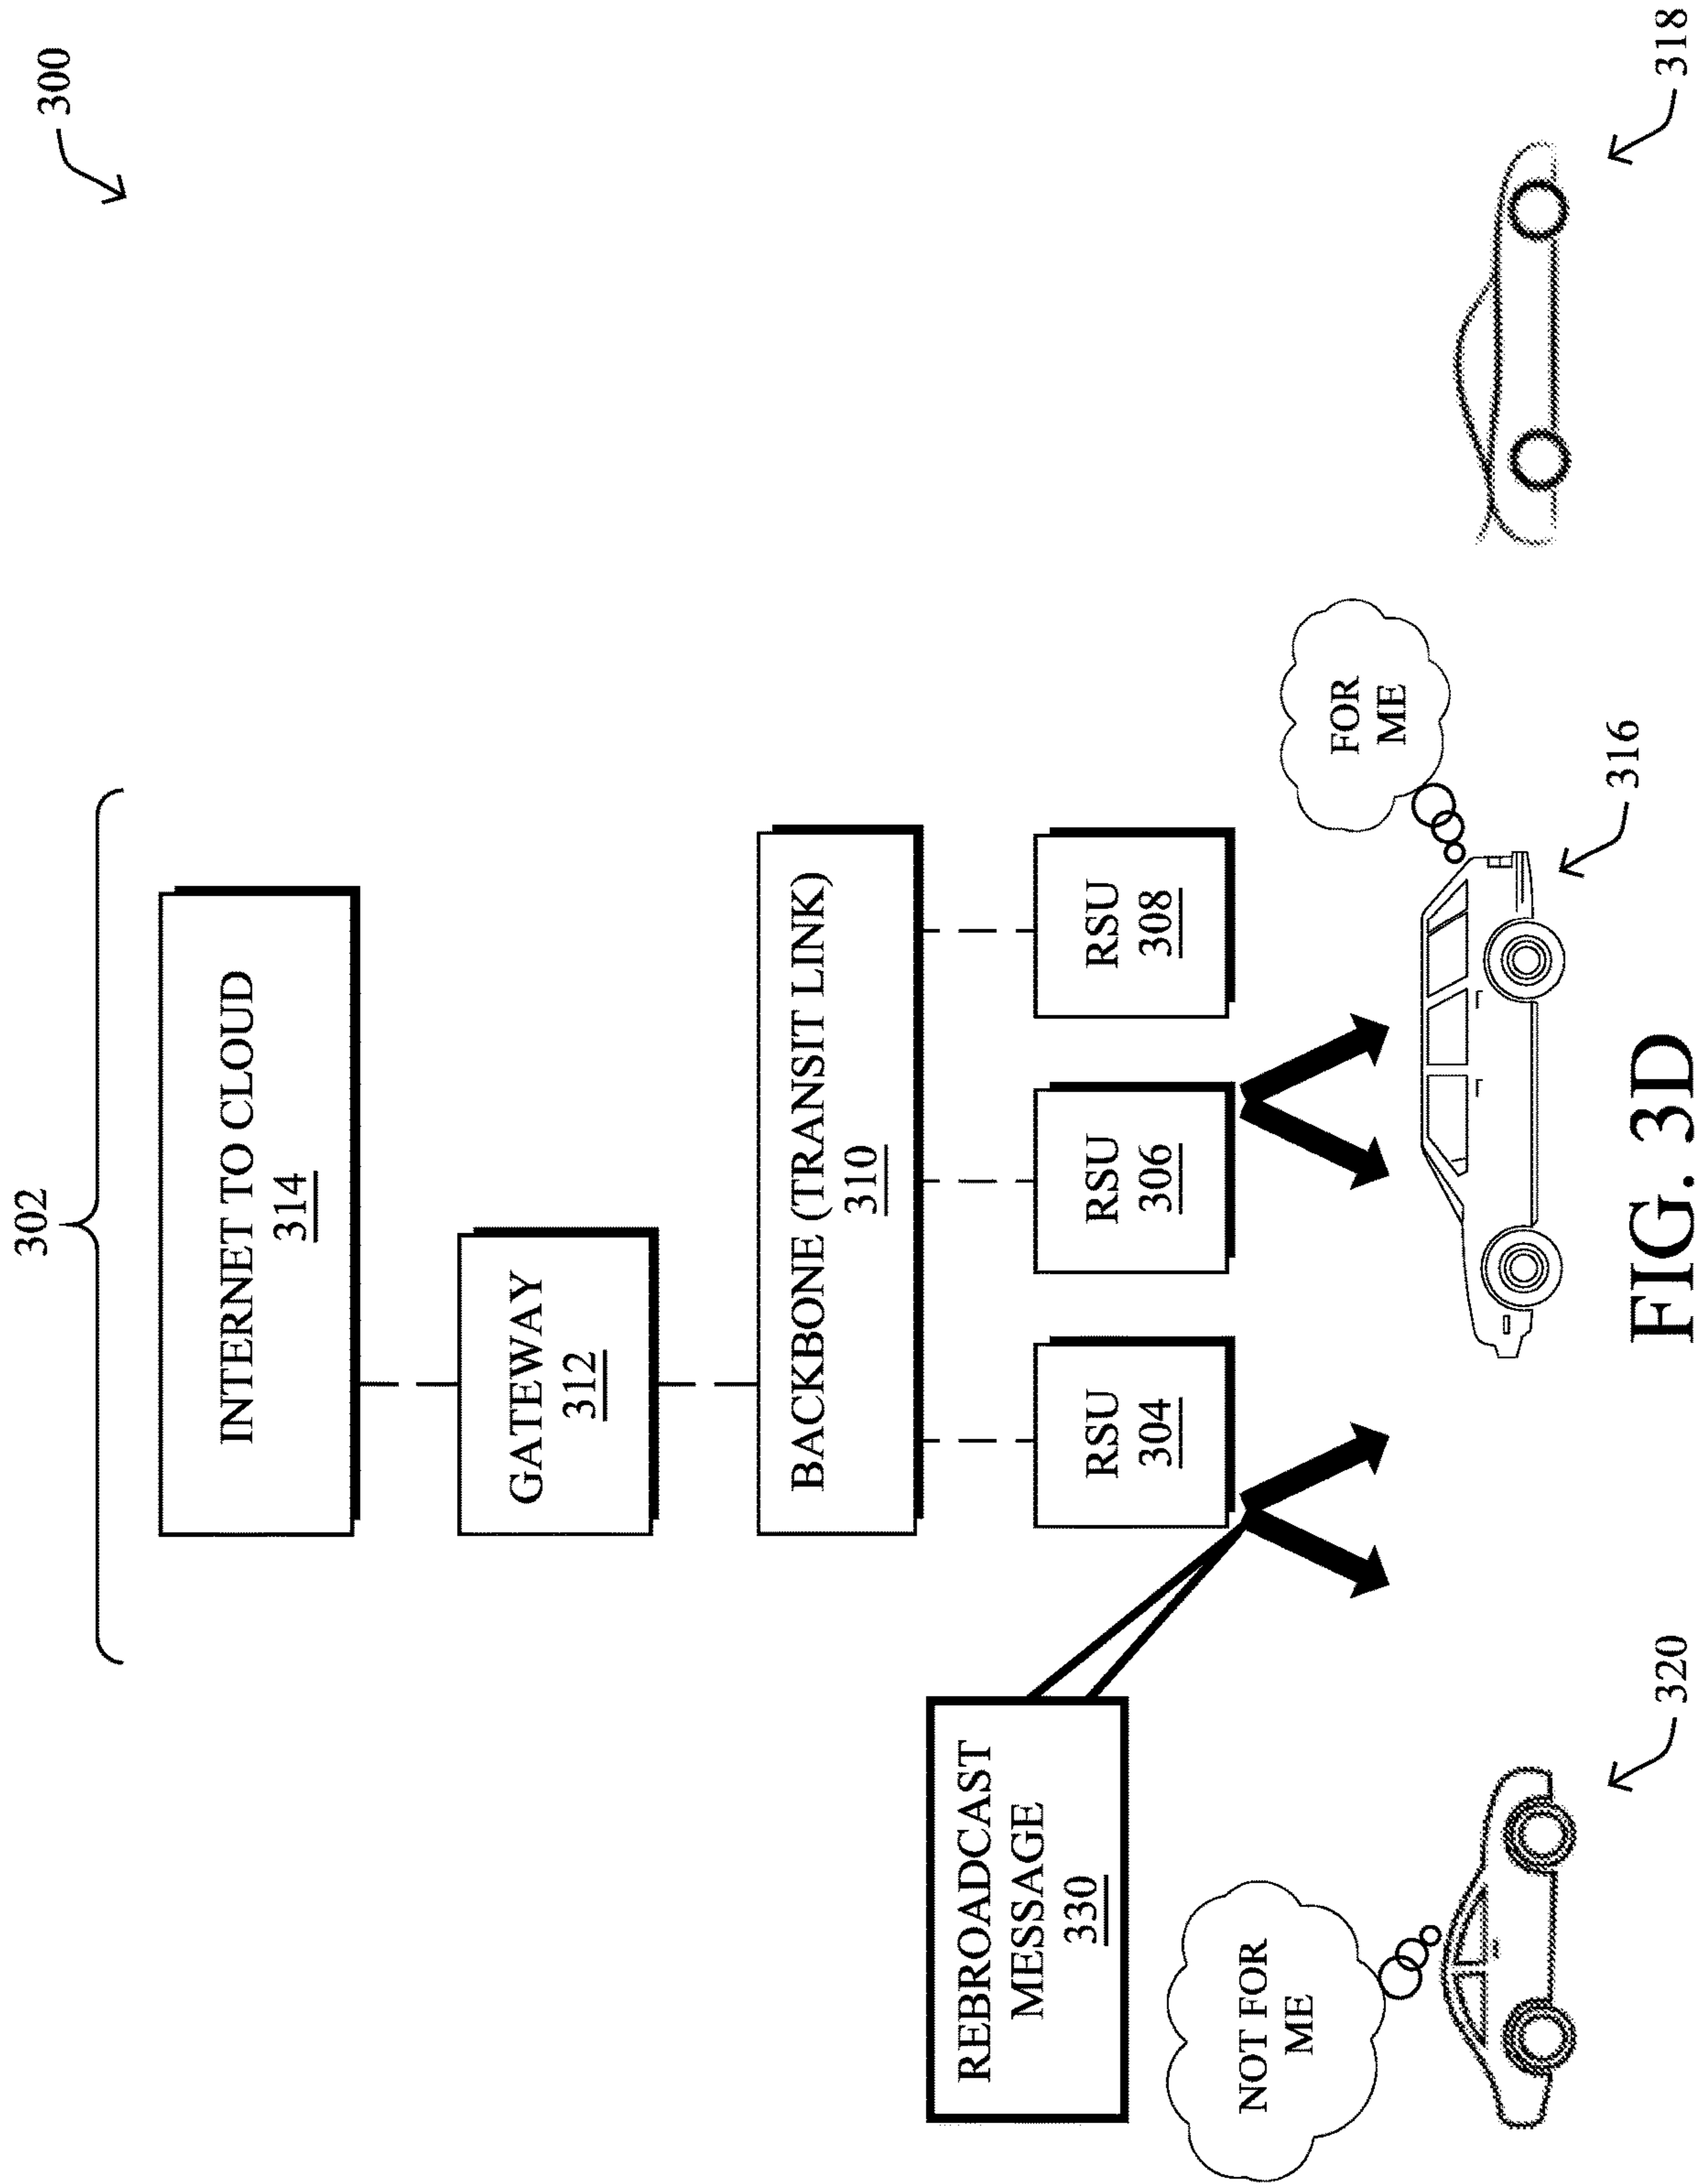 300
302
INTERNET TO CLOUD
314
GATEWAY
312
BACKBONE (TRANSIT LINK)
310
RSU
304
RSU
306
RSU
308
REBROADCAST
MESSAGE
330
NOT FOR
ME
FOR
ME
320
316
318
FIG. 3D